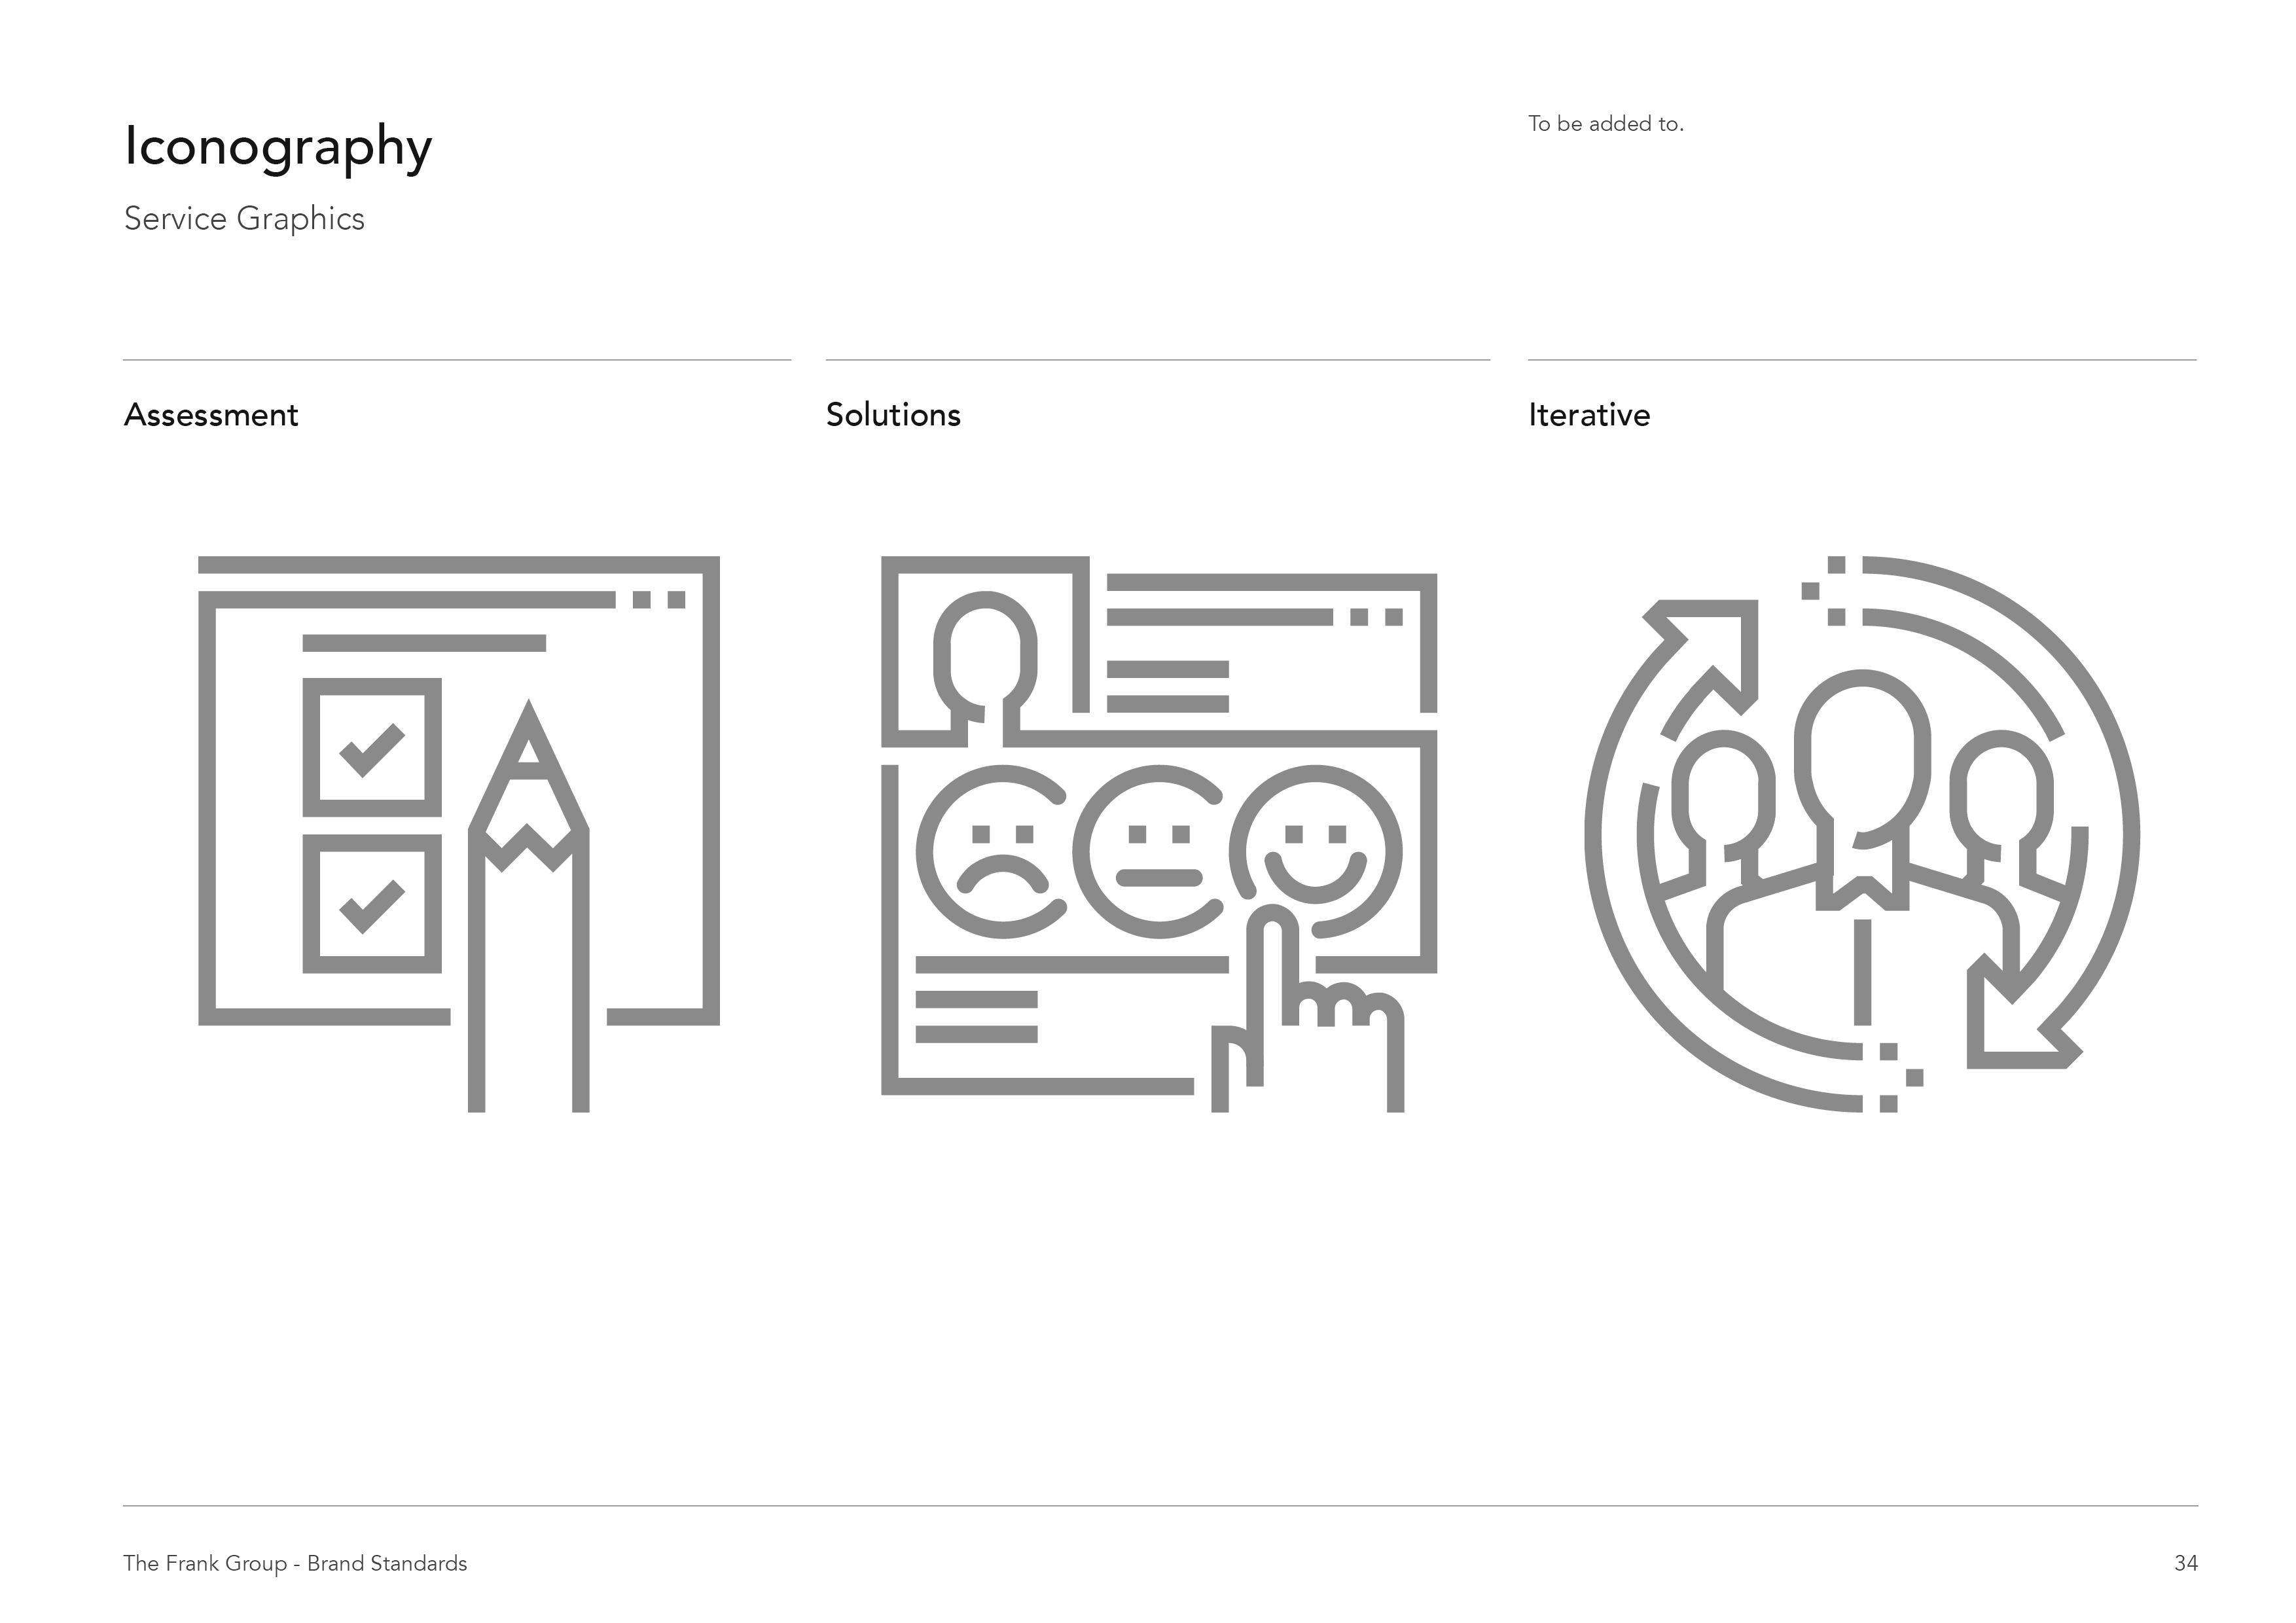 Iconography
Service Graphics
To be added to.
Assessment
Solutions
Iterative
The Frank Group - Brand Standards
34